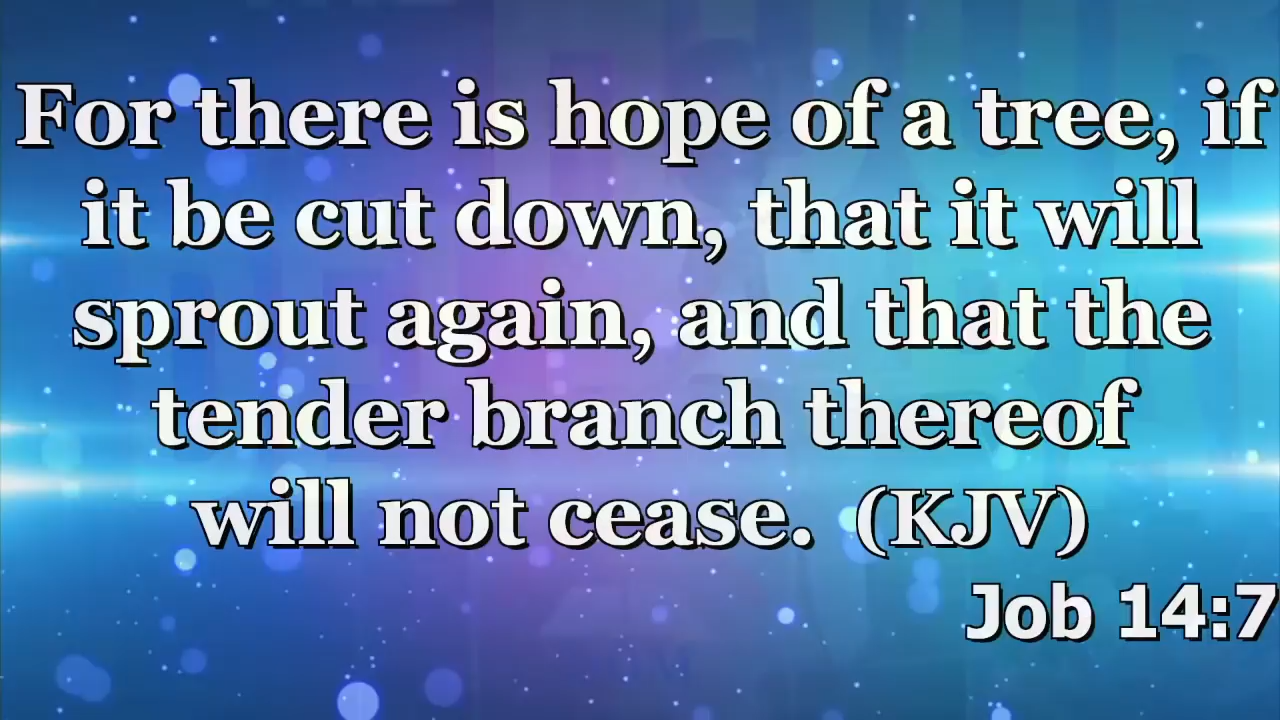 For there is hope of a tree, if
it be cut down, that it will
sprout again, and that the
tender branch thereof
will not cease. (KJV)
Job 14:7